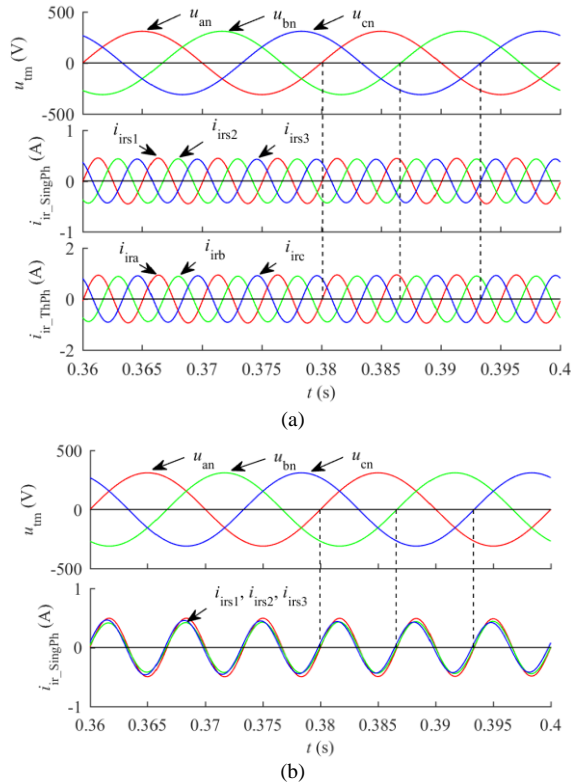 500
0
-500
u_tm (V)
u_an
u_bn
u_cn
1
0
-1
i_ir_SingPh (A)
i_irs1
i_irs2
i_irs3
2
0
-2
i_ir_ThPh (A)
i_ira
i_irb
i_irc
0.36 0.365 0.37 0.375 0.38 0.385 0.39 0.395 0.4
t (s)
(a)
500
0
-500
u_tm (V)
u_an
u_bn
u_cn
1
0
-1
i_ir_SingPh (A)
i_irs1, i_irs2, i_irs3
0.36 0.365 0.37 0.375 0.38 0.385 0.39 0.395 0.4
t (s)
(b)